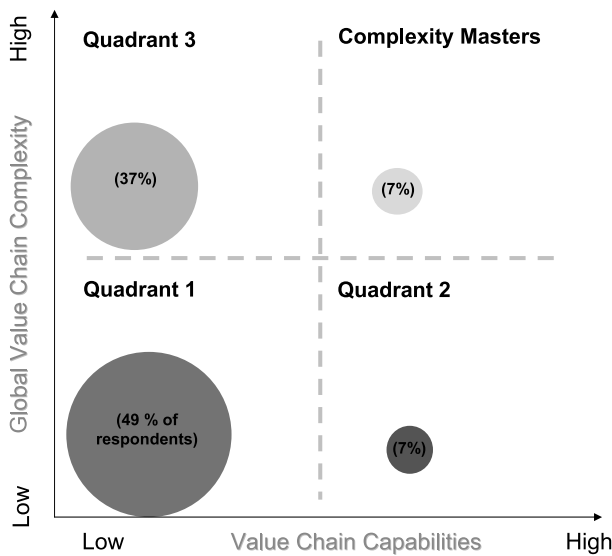 High
Global Value Chain Complexity
Low
Quadrant 3
Complexity Masters
(37%)
(7%)
Quadrant 1
Quadrant 2
(49 % of
respondents)
(7%)
Low
Value Chain Capabilities
High